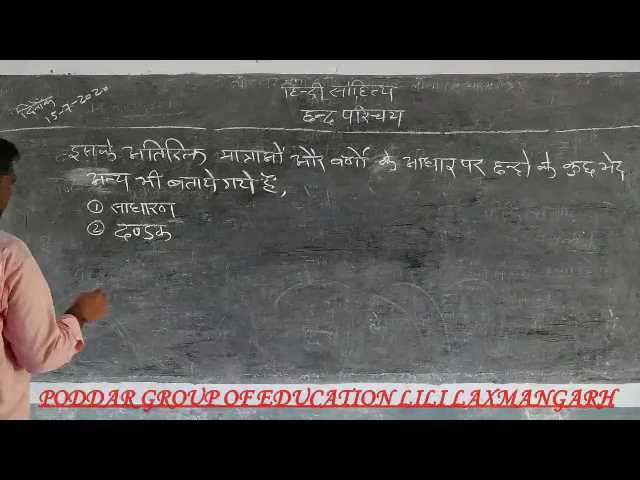 दिनाँक
15-7-2020
हिन्दी साहित्य
छन्द परिचय
इसके अतिरिक्त मात्राओं और वर्णों के आधार पर छन्दों के कुछ भेद
अन्य भी बताये गये हैं,
① साधारण
② दण्डक
PODDAR GROUP OF EDUCATION LILI LAXMANGARH